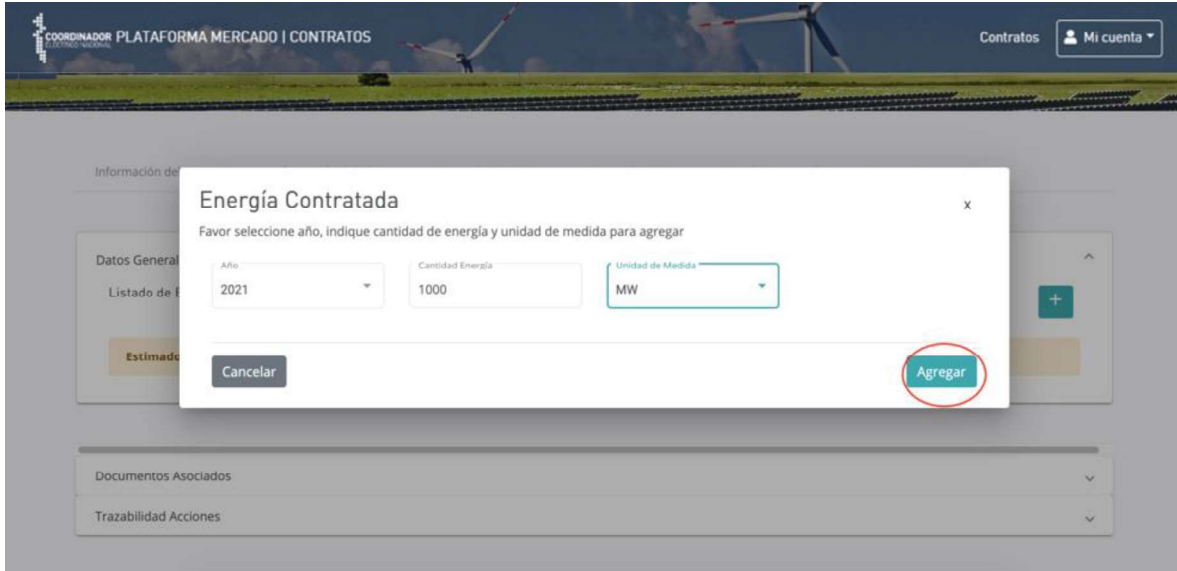 COORDINADOR PLATAFORMA MERCADO | CONTRATOS
ELÉCTRICO NACIONAL
Contratos
Mi cuenta
Información de
Energía Contratada
x
Favor seleccione año, indique cantidad de energía y unidad de medida para agregar
Datos General
Año
Cantidad Energía
Unidad de Medida
Listado de E
2021
1000
MW
+
Estimado
Cancelar
Agregar
Documentos Asociados
Trazabilidad Acciones